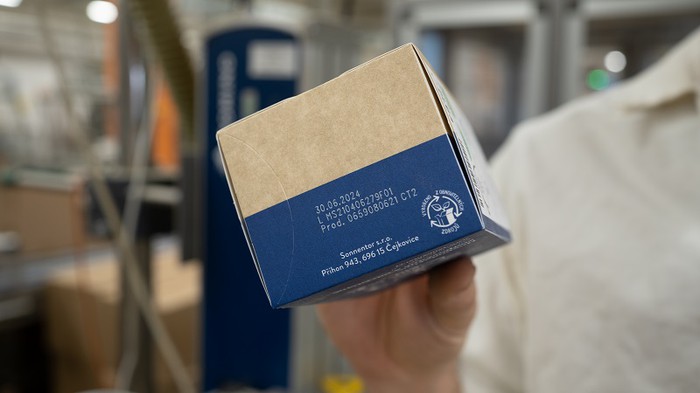 30.06.2024
L MS210406279F01
Prod. 0659080621 CT2
Sonnentor s.r.o.
Příhon 943, 696 15 Čejkovice